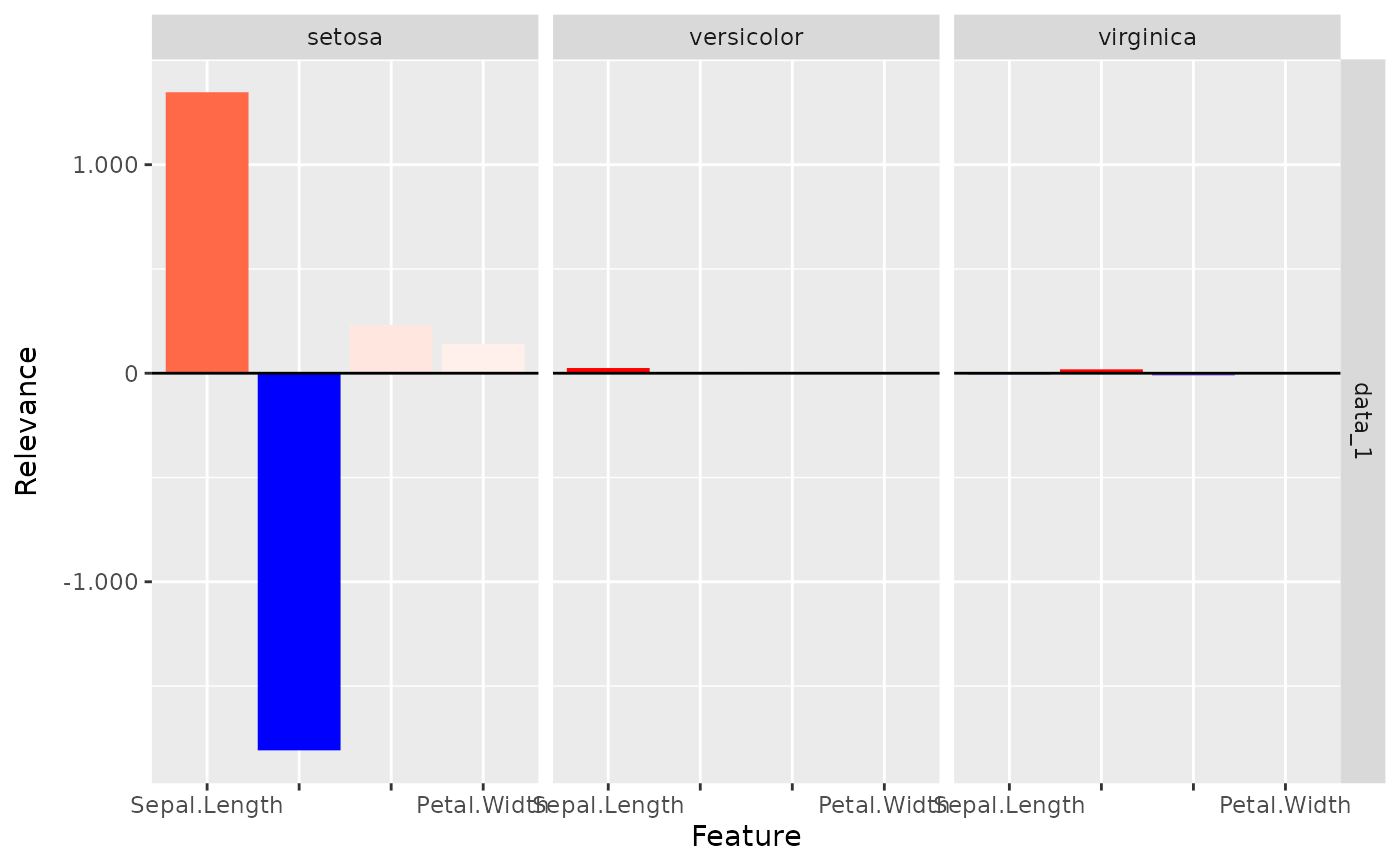 setosa
versicolor
virginica
1.000
0
-1.000
Relevance
data_1
Sepal.Length
Petal.Width
Sepal.Length
Petal.Width
Sepal.Length
Petal.Width
Feature